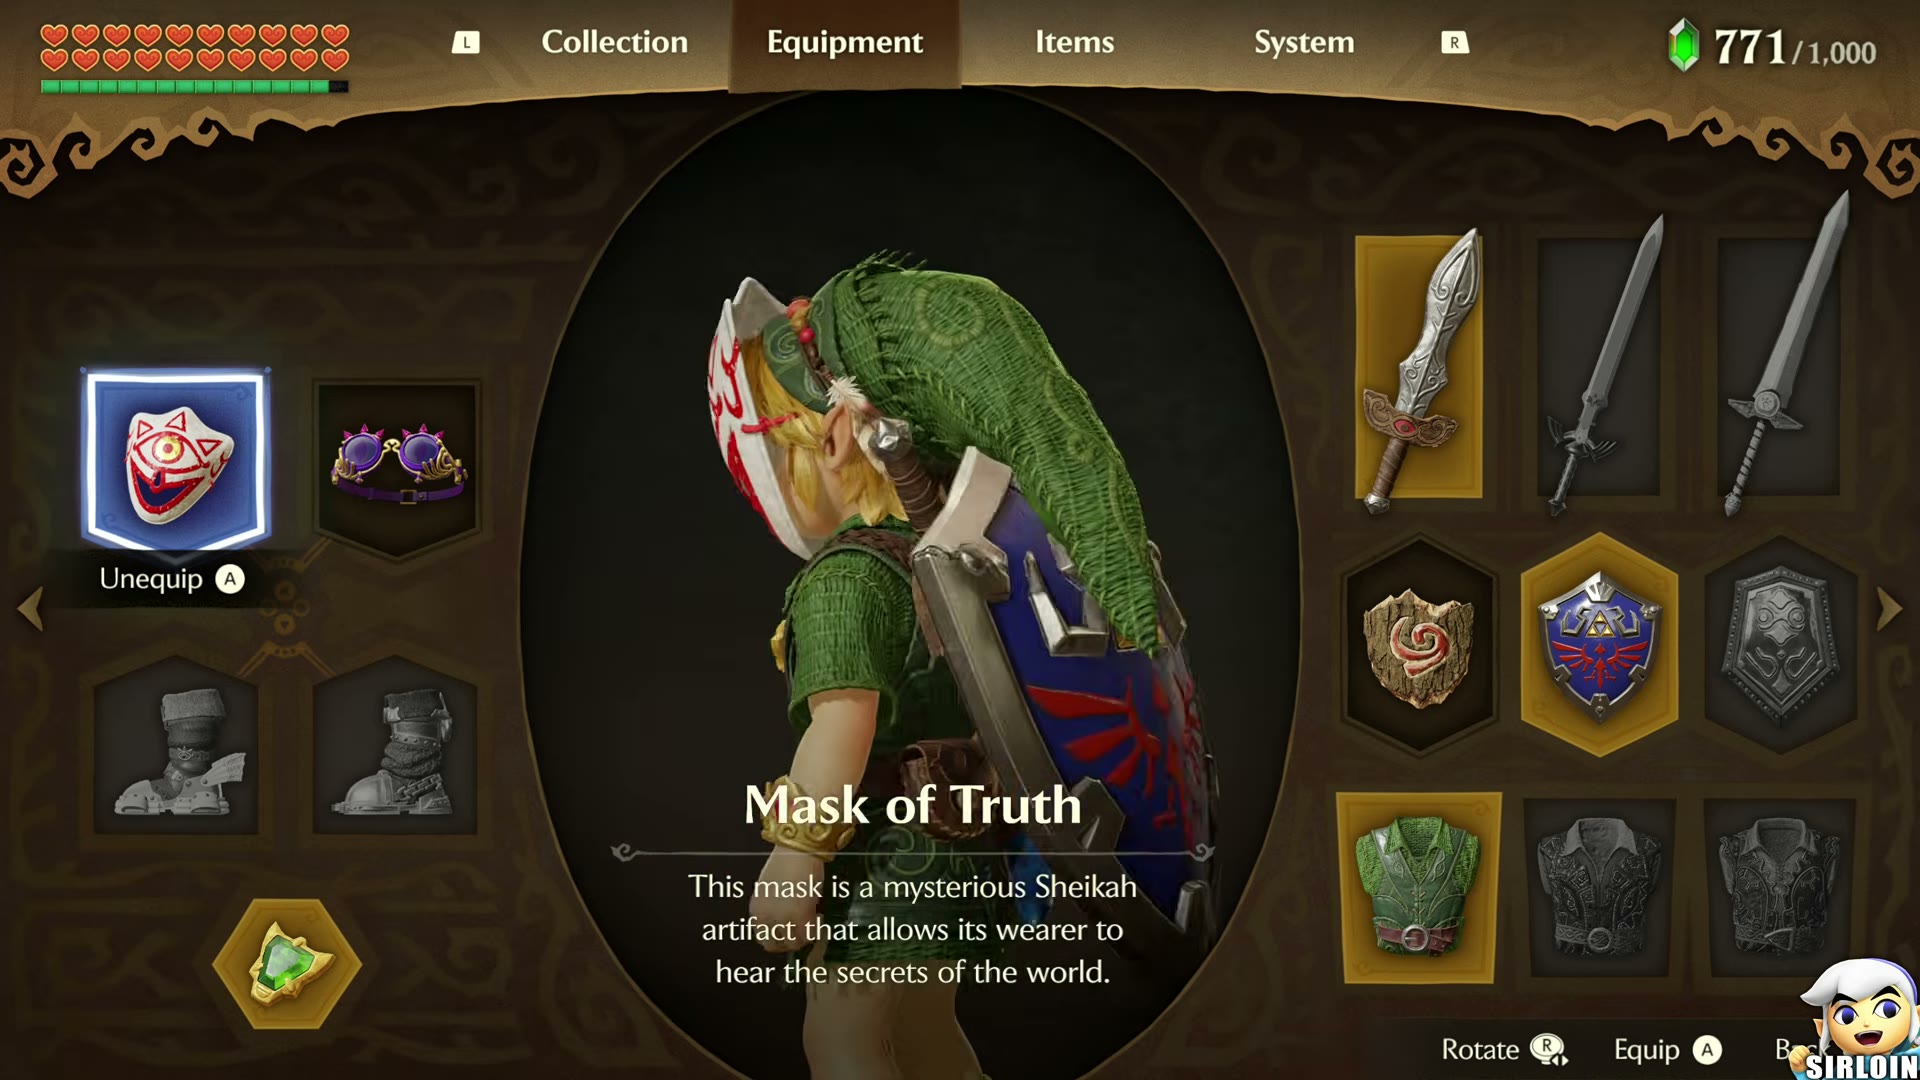 L Collection Equipment Items System R 771/1,000
Unequip A
Mask of Truth
This mask is a mysterious Sheikah
artifact that allows its wearer to
hear the secrets of the world.
Rotate R Equip A
SIRLOIN